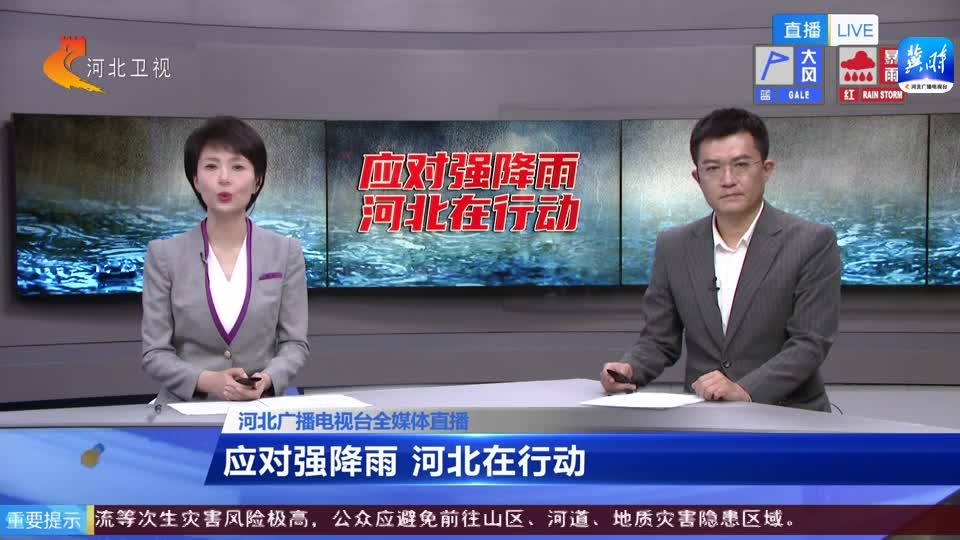 直播 LIVE
河北卫视
大风
蓝 GALE
暴雨
红 RAIN STORM
冀时
河北广播电视台
应对强降雨
河北在行动
河北广播电视台全媒体直播
应对强降雨 河北在行动
重要提示 流等次生灾害风险极高，公众应避免前往山区、河道、地质灾害隐患区域。